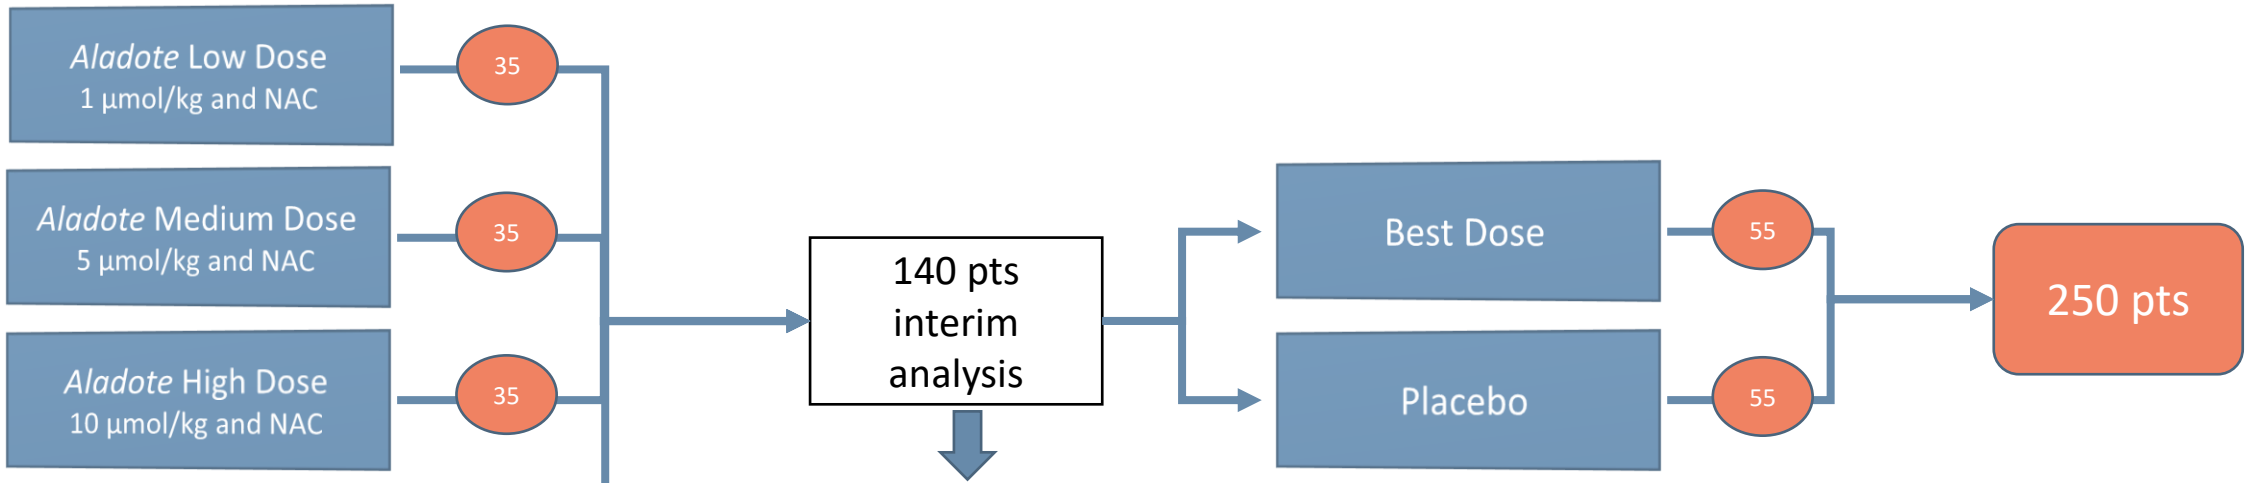 Aladote Low Dose
1 µmol/kg and NAC
35
Aladote Medium Dose
5 µmol/kg and NAC
35
Aladote High Dose
10 µmol/kg and NAC
35
140 pts
interim
analysis
Best Dose
55
Placebo
55
250 pts